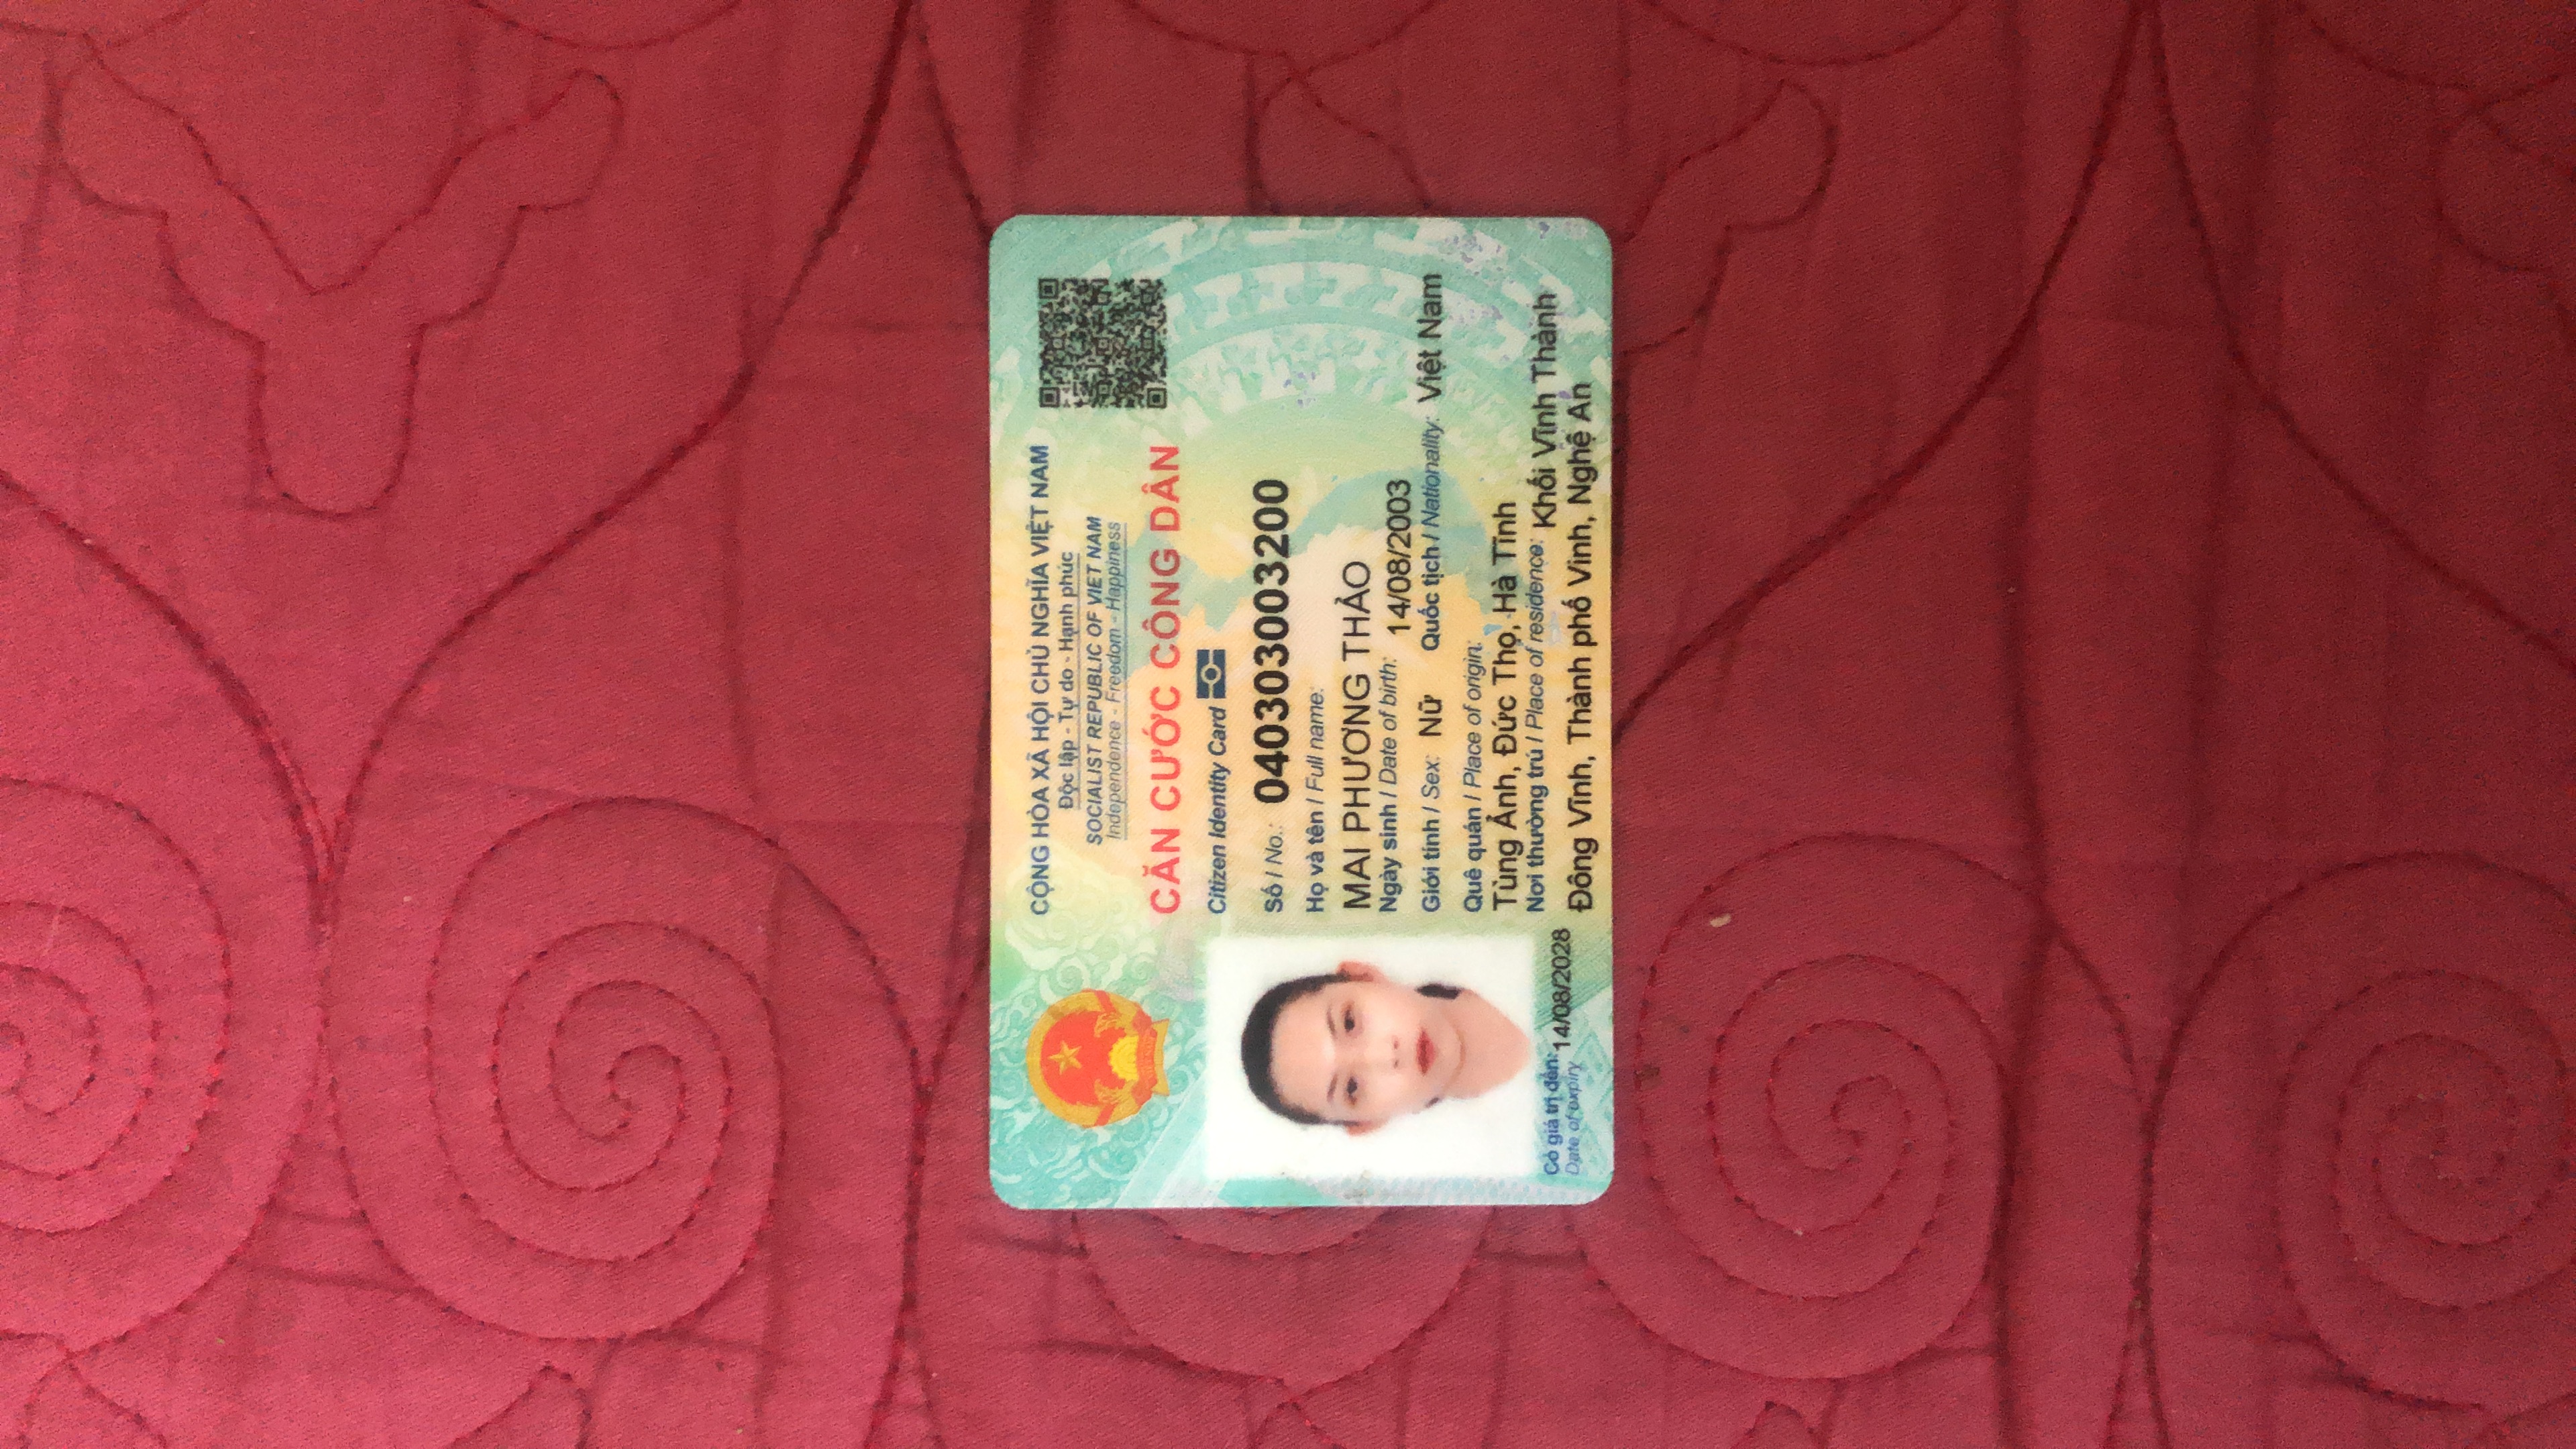 CỘNG HÒA XÃ HỘI CHỦ NGHĨA VIỆT NAM
Độc lập - Tự do - Hạnh phúc
SOCIALIST REPUBLIC OF VIET NAM
Independence - Freedom - Happiness
CĂN CƯỚC CÔNG DÂN
Citizen Identity Card
Số / No.: 040303003200
Họ và tên / Full name:
MAI PHƯƠNG THẢO
Ngày sinh / Date of birth: 14/08/2003
Giới tính / Sex: Nữ Quốc tịch / Nationality: Việt Nam
Quê quán / Place of origin:
Tùng Ảnh, Đức Thọ, Hà Tĩnh
Nơi thường trú / Place of residence: Khối Vĩnh Thành
Đông Vĩnh, Thành phố Vinh, Nghệ An
Có giá trị đến: 14/08/2028
Date of expiry